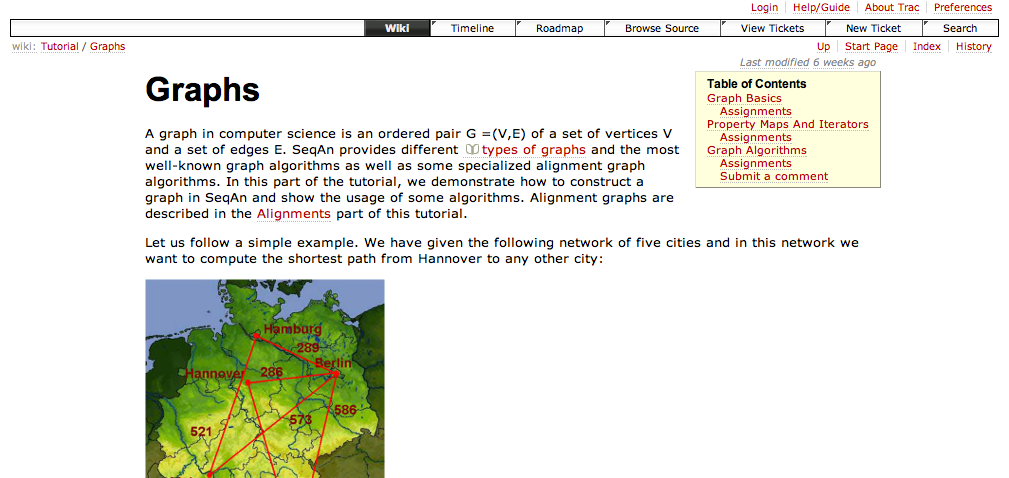 Login Help/Guide About Trac Preferences
Wiki Timeline Roadmap Browse Source View Tickets New Ticket Search
wiki: Tutorial / Graphs Up Start Page Index History
Last modified 6 weeks ago
Graphs
Table of Contents
Graph Basics
Assignments
Property Maps And Iterators
Assignments
Graph Algorithms
Assignments
Submit a comment
A graph in computer science is an ordered pair G =(V,E) of a set of vertices V
and a set of edges E. SeqAn provides different types of graphs and the most
well-known graph algorithms as well as some specialized alignment graph
algorithms. In this part of the tutorial, we demonstrate how to construct a
graph in SeqAn and show the usage of some algorithms. Alignment graphs are
described in the Alignments part of this tutorial.
Let us follow a simple example. We have given the following network of five cities and in this network we
want to compute the shortest path from Hannover to any other city:
Hamburg
289
Berlin
Hannover 286
586
573
521